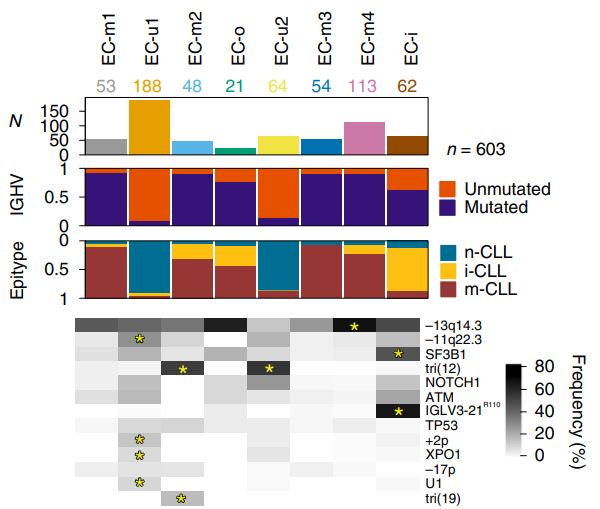 EC-m1 EC-u1 EC-m2 EC-o EC-u2 EC-m3 EC-m4 EC-i
53 188 48 21 64 54 113 62
N
150
100
50
0
n = 603
IGHV
1
0.5
0
Unmutated
Mutated
Epitype
0
0.5
1
n-CLL
i-CLL
m-CLL
–13q14.3
–11q22.3
SF3B1
tri(12)
NOTCH1
ATM
IGLV3-21R110
TP53
+2p
XPO1
–17p
U1
tri(19)
80
60
40
20
0
Frequency (%)